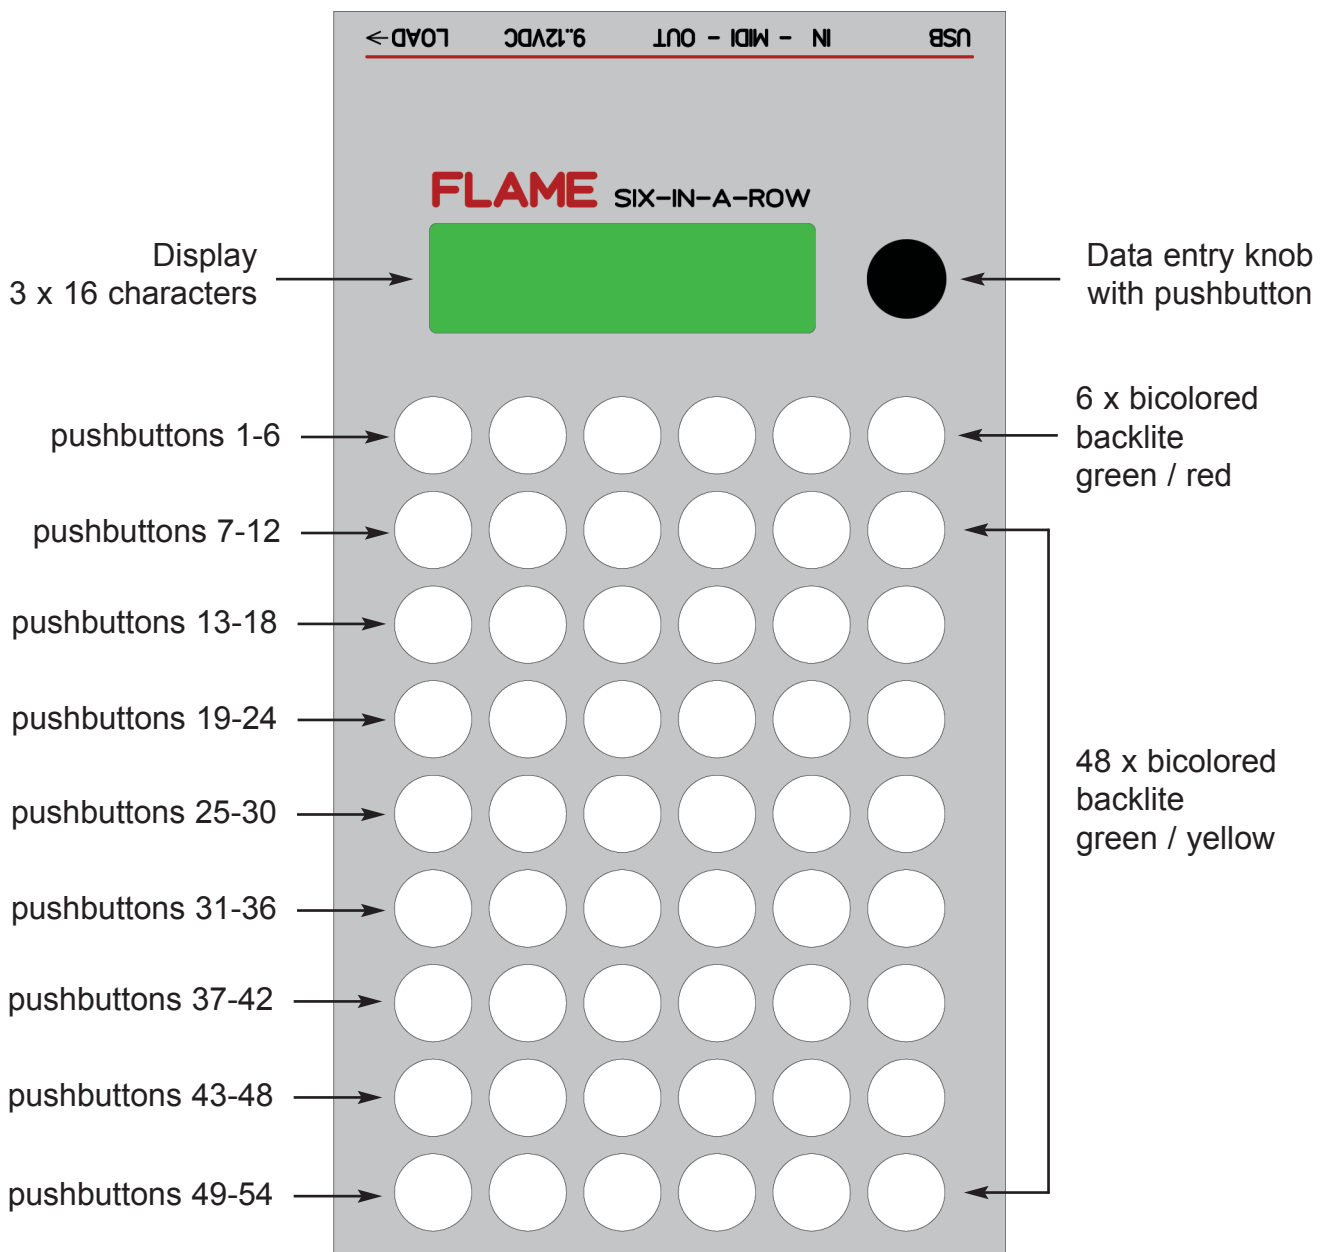 LOAD → 9..12VDC OUT - MIDI - IN USB
FLAME SIX-IN-A-ROW
Display
3 x 16 characters
Data entry knob
with pushbutton
pushbuttons 1-6
6 x bicolored
backlite
green / red
pushbuttons 7-12
pushbuttons 13-18
pushbuttons 19-24
pushbuttons 25-30
48 x bicolored
backlite
green / yellow
pushbuttons 31-36
pushbuttons 37-42
pushbuttons 43-48
pushbuttons 49-54